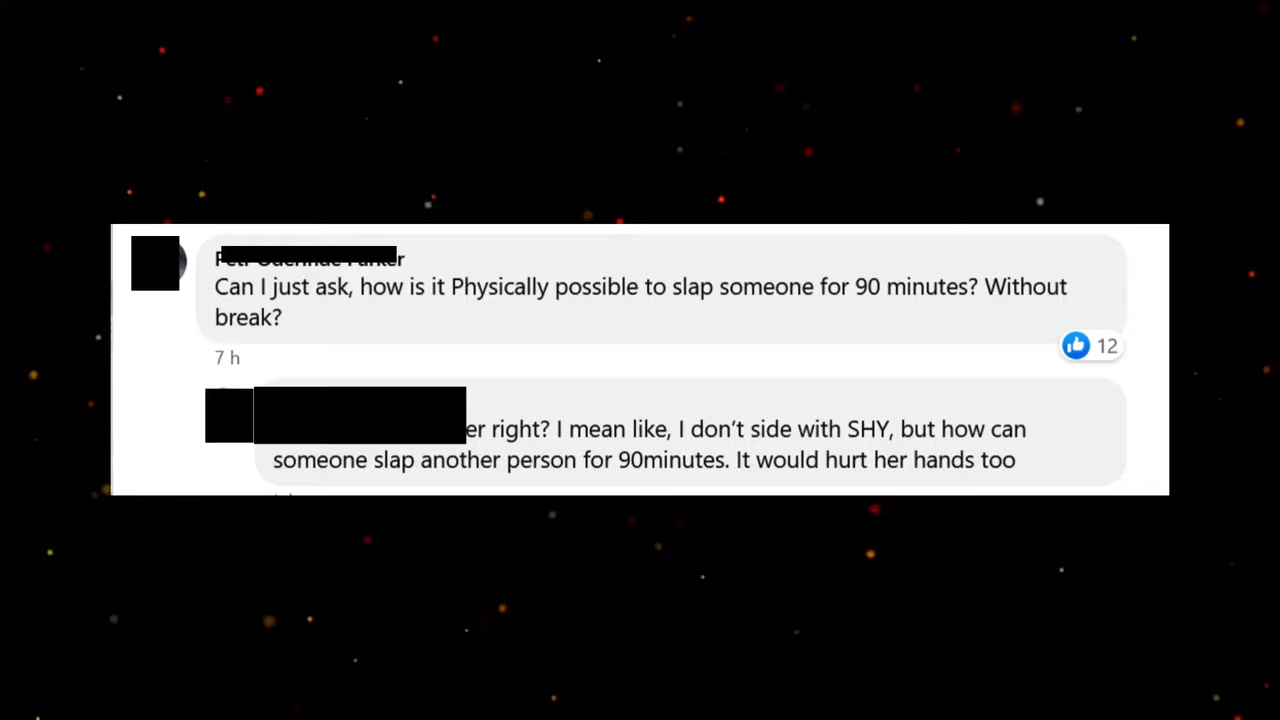 Can I just ask, how is it Physically possible to slap someone for 90 minutes? Without
break?
12
7 h
er right? I mean like, I don't side with SHY, but how can
someone slap another person for 90minutes. It would hurt her hands too